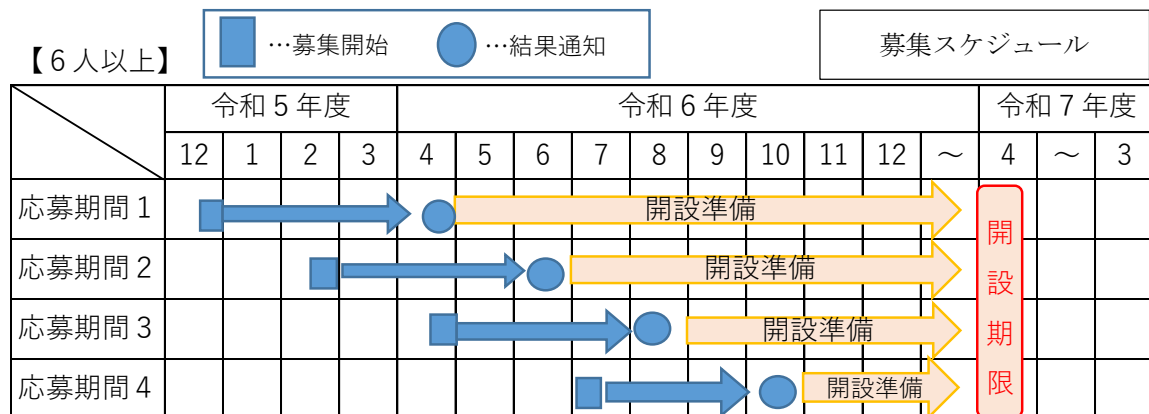 【6人以上】
…募集開始 …結果通知
募集スケジュール
令和5年度 令和6年度 令和7年度
12 1 2 3 4 5 6 7 8 9 10 11 12 ～ 4 ～ 3
応募期間1 開設準備
応募期間2 開設準備
応募期間3 開設準備
応募期間4 開設準備
開設期限